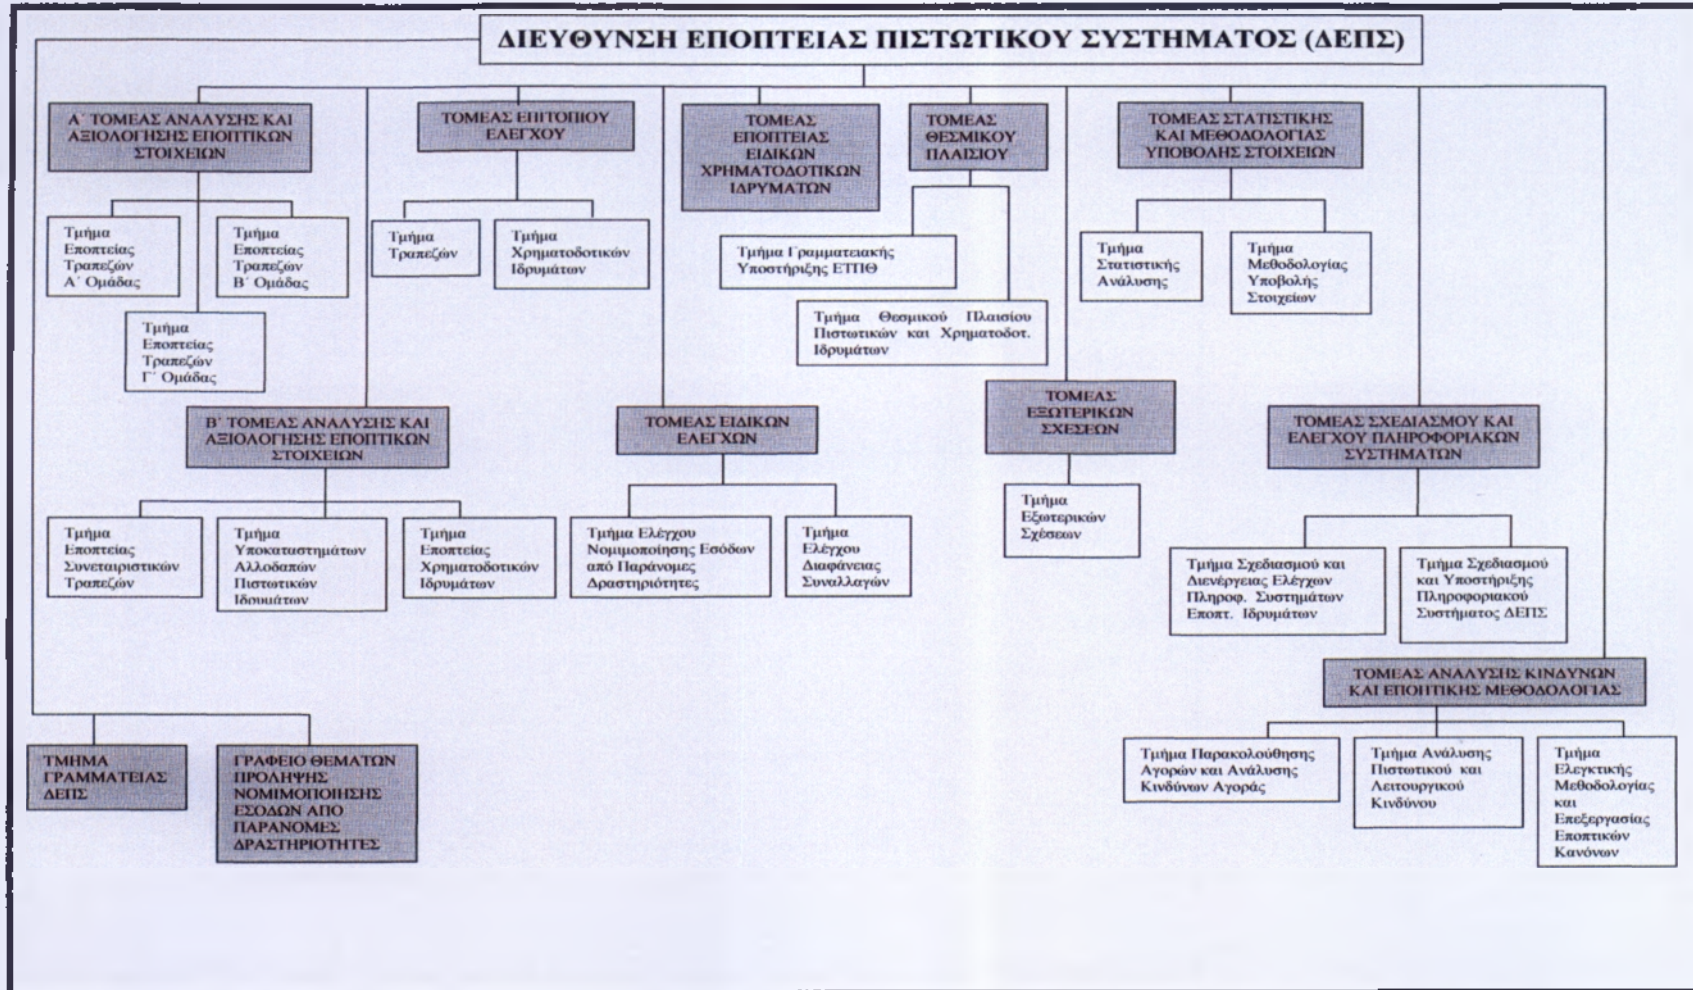 ΔΙΕΥΘΥΝΣΗ ΕΠΟΠΤΕΙΑΣ ΠΙΣΤΩΤΙΚΟΥ ΣΥΣΤΗΜΑΤΟΣ (ΔΕΠΣ)
Α΄ ΤΟΜΕΑΣ ΑΝΑΛΥΣΗΣ ΚΑΙ
ΑΞΙΟΛΟΓΗΣΗΣ ΕΠΟΠΤΙΚΩΝ
ΣΤΟΙΧΕΙΩΝ
ΤΟΜΕΑΣ ΕΠΙΤΟΠΙΟΥ
ΕΛΕΓΧΟΥ
ΤΟΜΕΑΣ
ΕΠΟΠΤΕΙΑΣ
ΕΙΔΙΚΩΝ
ΧΡΗΜΑΤΟΔΟΤΙΚΩΝ
ΙΔΡΥΜΑΤΩΝ
ΤΟΜΕΑΣ
ΘΕΣΜΙΚΟΥ
ΠΛΑΙΣΙΟΥ
ΤΟΜΕΑΣ ΣΤΑΤΙΣΤΙΚΗΣ
ΚΑΙ ΜΕΘΟΔΟΛΟΓΙΑΣ
ΥΠΟΒΟΛΗΣ ΣΤΟΙΧΕΙΩΝ
Τμήμα
Εποπτείας
Τραπεζών
Α΄ Ομάδας
Τμήμα
Εποπτείας
Τραπεζών
Β΄ Ομάδας
Τμήμα
Εποπτείας
Τραπεζών
Γ΄ Ομάδας
Τμήμα
Τραπεζών
Τμήμα
Χρηματοδοτικών
Ιδρυμάτων
Τμήμα Γραμματειακής
Υποστήριξης ΕΤΠΘ
Τμήμα Θεσμικού Πλαισίου
Πιστωτικών και Χρηματοδοτ.
Ιδρυμάτων
Τμήμα
Στατιστικής
Ανάλυσης
Τμήμα
Μεθοδολογίας
Υποβολής
Στοιχείων
Β΄ ΤΟΜΕΑΣ ΑΝΑΛΥΣΗΣ ΚΑΙ
ΑΞΙΟΛΟΓΗΣΗΣ ΕΠΟΠΤΙΚΩΝ
ΣΤΟΙΧΕΙΩΝ
ΤΟΜΕΑΣ ΕΙΔΙΚΩΝ
ΕΛΕΓΧΩΝ
ΤΟΜΕΑΣ
ΕΞΩΤΕΡΙΚΩΝ
ΣΧΕΣΕΩΝ
ΤΟΜΕΑΣ ΣΧΕΔΙΑΣΜΟΥ ΚΑΙ
ΕΛΕΓΧΟΥ ΠΛΗΡΟΦΟΡΙΑΚΩΝ
ΣΥΣΤΗΜΑΤΩΝ
Τμήμα
Εποπτείας
Συνεταιριστικών
Τραπεζών
Τμήμα
Υποκαταστημάτων
Αλλοδαπών
Πιστωτικών
Ιδρυμάτων
Τμήμα
Εποπτείας
Χρηματοδοτικών
Ιδρυμάτων
Τμήμα Ελέγχου
Νομιμοποίησης Εσόδων
από Παράνομες
Δραστηριότητες
Τμήμα
Ελέγχου
Διαφάνειας
Συναλλαγών
Τμήμα
Εξωτερικών
Σχέσεων
Τμήμα Σχεδιασμού και
Διενέργειας Ελέγχων
Πληροφ. Συστημάτων
Εποπτ. Ιδρυμάτων
Τμήμα Σχεδιασμού
και Υποστήριξης
Πληροφοριακού
Συστήματος ΔΕΠΣ
ΤΟΜΕΑΣ ΑΝΑΛΥΣΗΣ ΚΙΝΔΥΝΩΝ
ΚΑΙ ΕΠΟΠΤΙΚΗΣ ΜΕΘΟΔΟΛΟΓΙΑΣ
ΤΜΗΜΑ
ΓΡΑΜΜΑΤΕΙΑΣ
ΔΕΠΣ
ΓΡΑΦΕΙΟ ΘΕΜΑΤΩΝ
ΠΡΟΛΗΨΗΣ
ΝΟΜΙΜΟΠΟΙΗΣΗΣ
ΕΣΟΔΩΝ ΑΠΟ
ΠΑΡΑΝΟΜΕΣ
ΔΡΑΣΤΗΡΙΟΤΗΤΕΣ
Τμήμα Παρακολούθησης
Αγορών και Ανάλυσης
Κινδύνων Αγοράς
Τμήμα Ανάλυσης
Πιστωτικού και
Λειτουργικού
Κινδύνου
Τμήμα
Ελεγκτικής
Μεθοδολογίας
και
Επεξεργασίας
Εποπτικών
Κανόνων